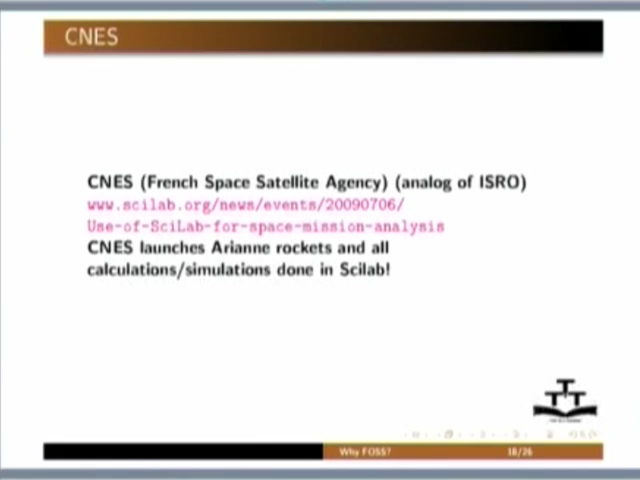 CNES
CNES (French Space Satellite Agency) (analog of ISRO)
www.scilab.org/news/events/20090706/
Use-of-SciLab-for-space-mission-analysis
CNES launches Arianne rockets and all
calculations/simulations done in Scilab!
T
TT
Why FOSS?
18/26